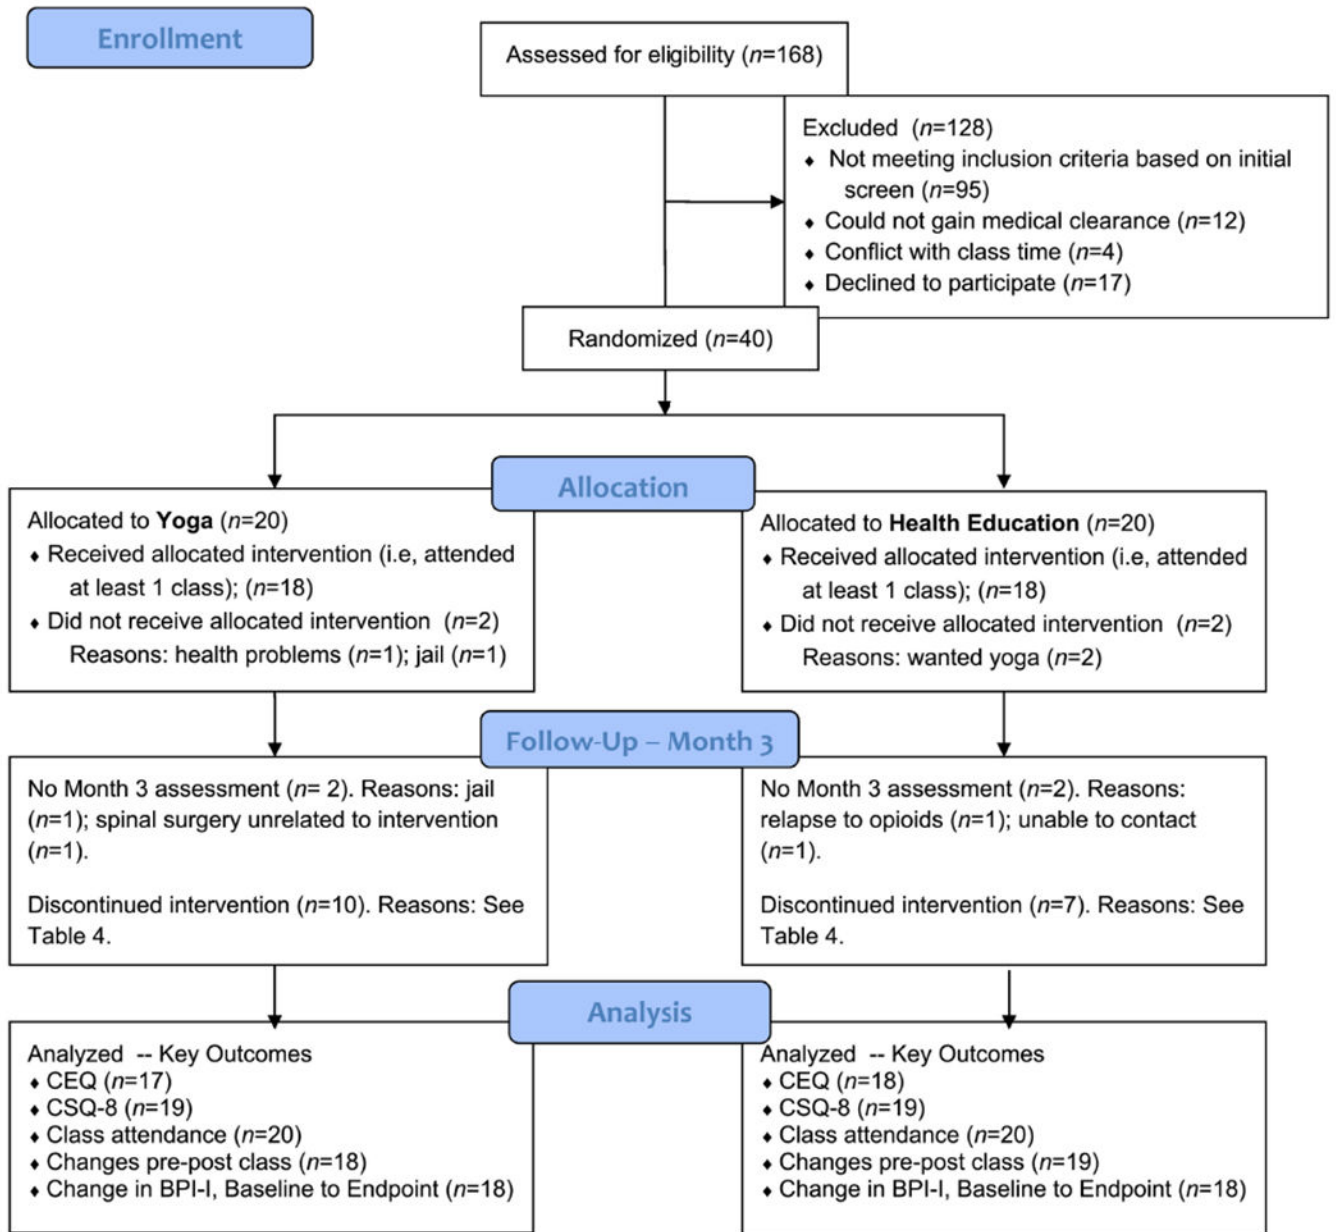 Enrollment
Assessed for eligibility (n=168)
Excluded (n=128)
♦ Not meeting inclusion criteria based on initial
screen (n=95)
♦ Could not gain medical clearance (n=12)
♦ Conflict with class time (n=4)
♦ Declined to participate (n=17)
Randomized (n=40)
Allocation
Allocated to Yoga (n=20)
♦ Received allocated intervention (i.e, attended
at least 1 class); (n=18)
♦ Did not receive allocated intervention (n=2)
Reasons: health problems (n=1); jail (n=1)
Allocated to Health Education (n=20)
♦ Received allocated intervention (i.e, attended
at least 1 class); (n=18)
♦ Did not receive allocated intervention (n=2)
Reasons: wanted yoga (n=2)
Follow-Up – Month 3
No Month 3 assessment (n= 2). Reasons: jail
(n=1); spinal surgery unrelated to intervention
(n=1).
Discontinued intervention (n=10). Reasons: See
Table 4.
No Month 3 assessment (n=2). Reasons:
relapse to opioids (n=1); unable to contact
(n=1).
Discontinued intervention (n=7). Reasons: See
Table 4.
Analysis
Analyzed -- Key Outcomes
♦ CEQ (n=17)
♦ CSQ-8 (n=19)
♦ Class attendance (n=20)
♦ Changes pre-post class (n=18)
♦ Change in BPI-I, Baseline to Endpoint (n=18)
Analyzed -- Key Outcomes
♦ CEQ (n=18)
♦ CSQ-8 (n=19)
♦ Class attendance (n=20)
♦ Changes pre-post class (n=19)
♦ Change in BPI-I, Baseline to Endpoint (n=18)